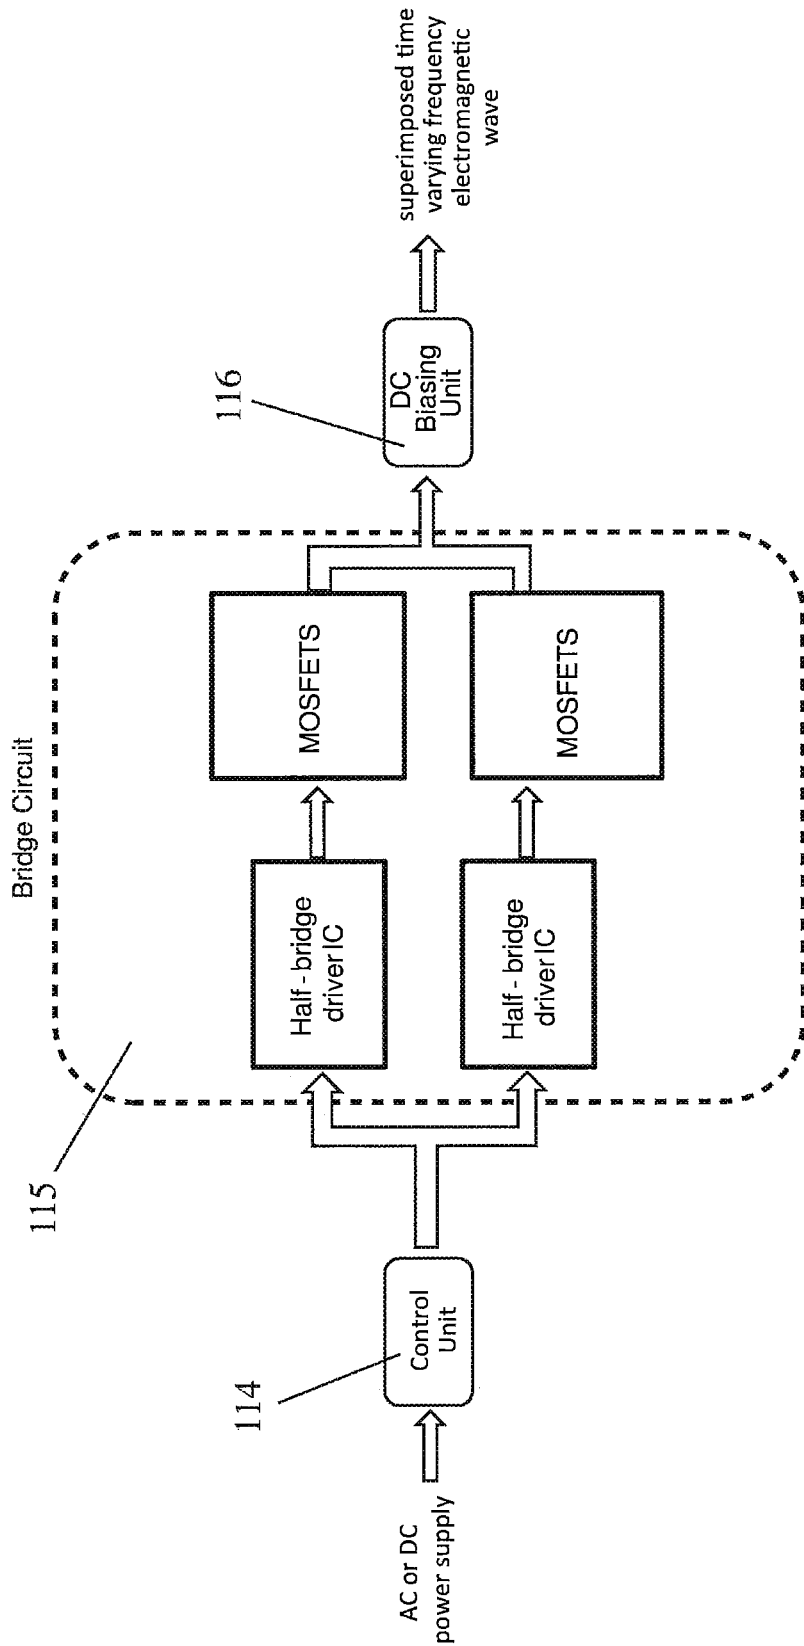 Bridge Circuit
115
114
116
AC or DC
power supply
Control
Unit
Half - bridge
driver IC
MOSFETS
Half - bridge
driver IC
MOSFETS
DC
Biasing
Unit
superimposed time
varying frequency
electromagnetic
wave